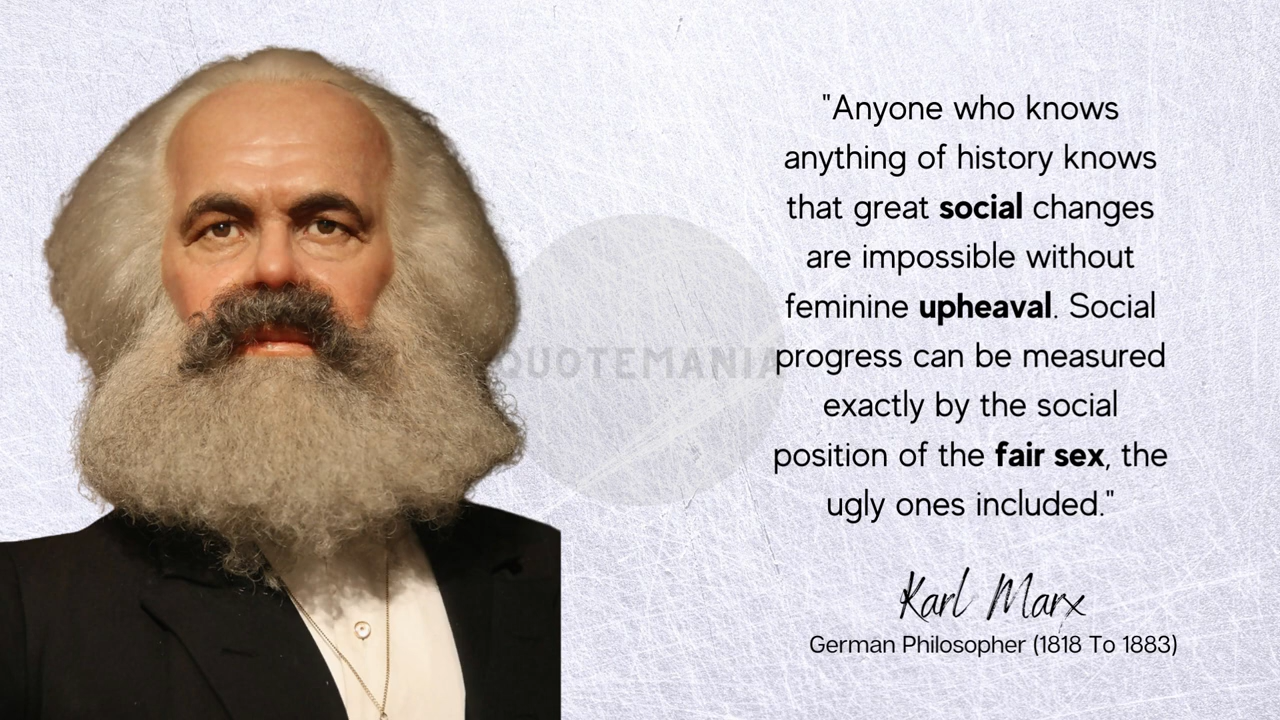 "Anyone who knows
anything of history knows
that great social changes
are impossible without
feminine upheaval. Social
progress can be measured
exactly by the social
position of the fair sex, the
ugly ones included."
QUOTEMANIA
Karl Marx
German Philosopher (1818 To 1883)